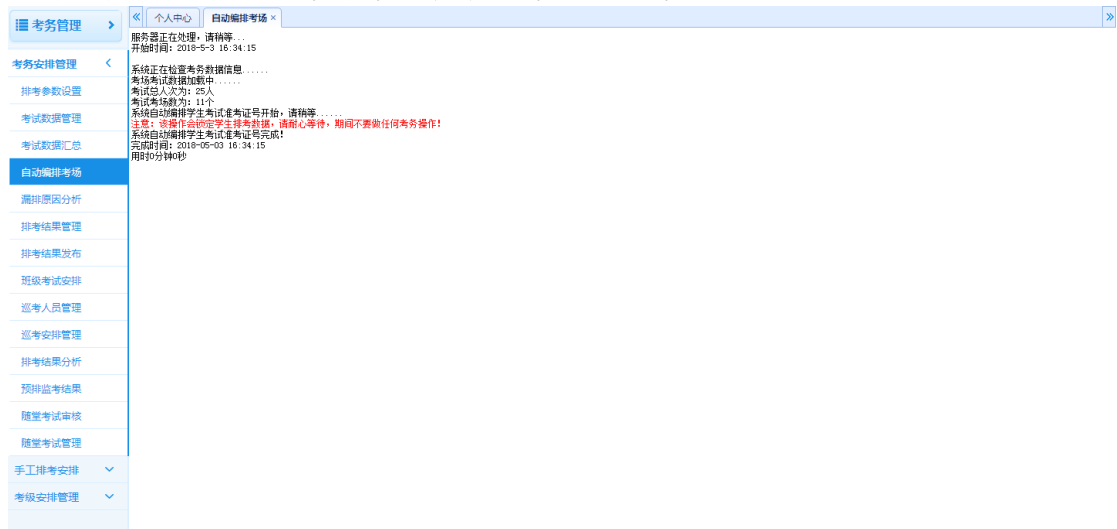 考务管理
考务安排管理
排考参数设置
考试数据管理
考试数据汇总
自动编排考场
漏排原因分析
排考结果管理
排考结果发布
班级考试安排
巡考人员管理
巡考安排管理
排考结果分析
预排监考结果
随堂考试审核
随堂考试管理
手工排考安排
考级安排管理
个人中心 自动编排考场 ×
服务器正在处理，请稍等...
开始时间：2018-5-3 16:34:15
系统正在检查考务数据信息......
考场考试数据加载中......
考试总人次为：25人
考试考场数为：11个
系统自动编排学生考试准考证号开始，请稍等......
注意：该操作会锁定学生排考数据，请耐心等待，期间不要做任何考务操作！
系统自动编排学生考试准考证号完成！
完成时间：2018-05-03 16:34:15
用时0分钟0秒